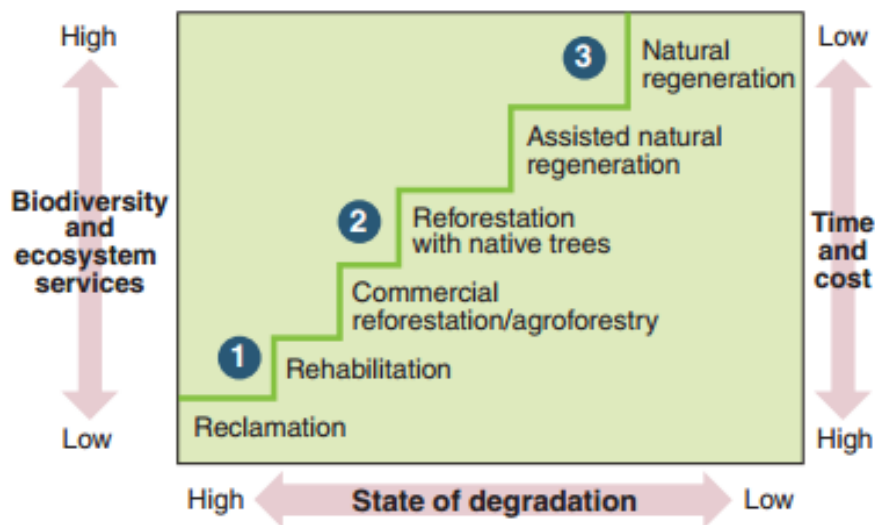 High
Low
3
Natural
regeneration
Assisted natural
regeneration
Biodiversity
and
ecosystem
services
2
Reforestation
with native trees
Time
and
cost
Commercial
reforestation/agroforestry
1
Rehabilitation
Reclamation
Low
High
High
State of degradation
Low